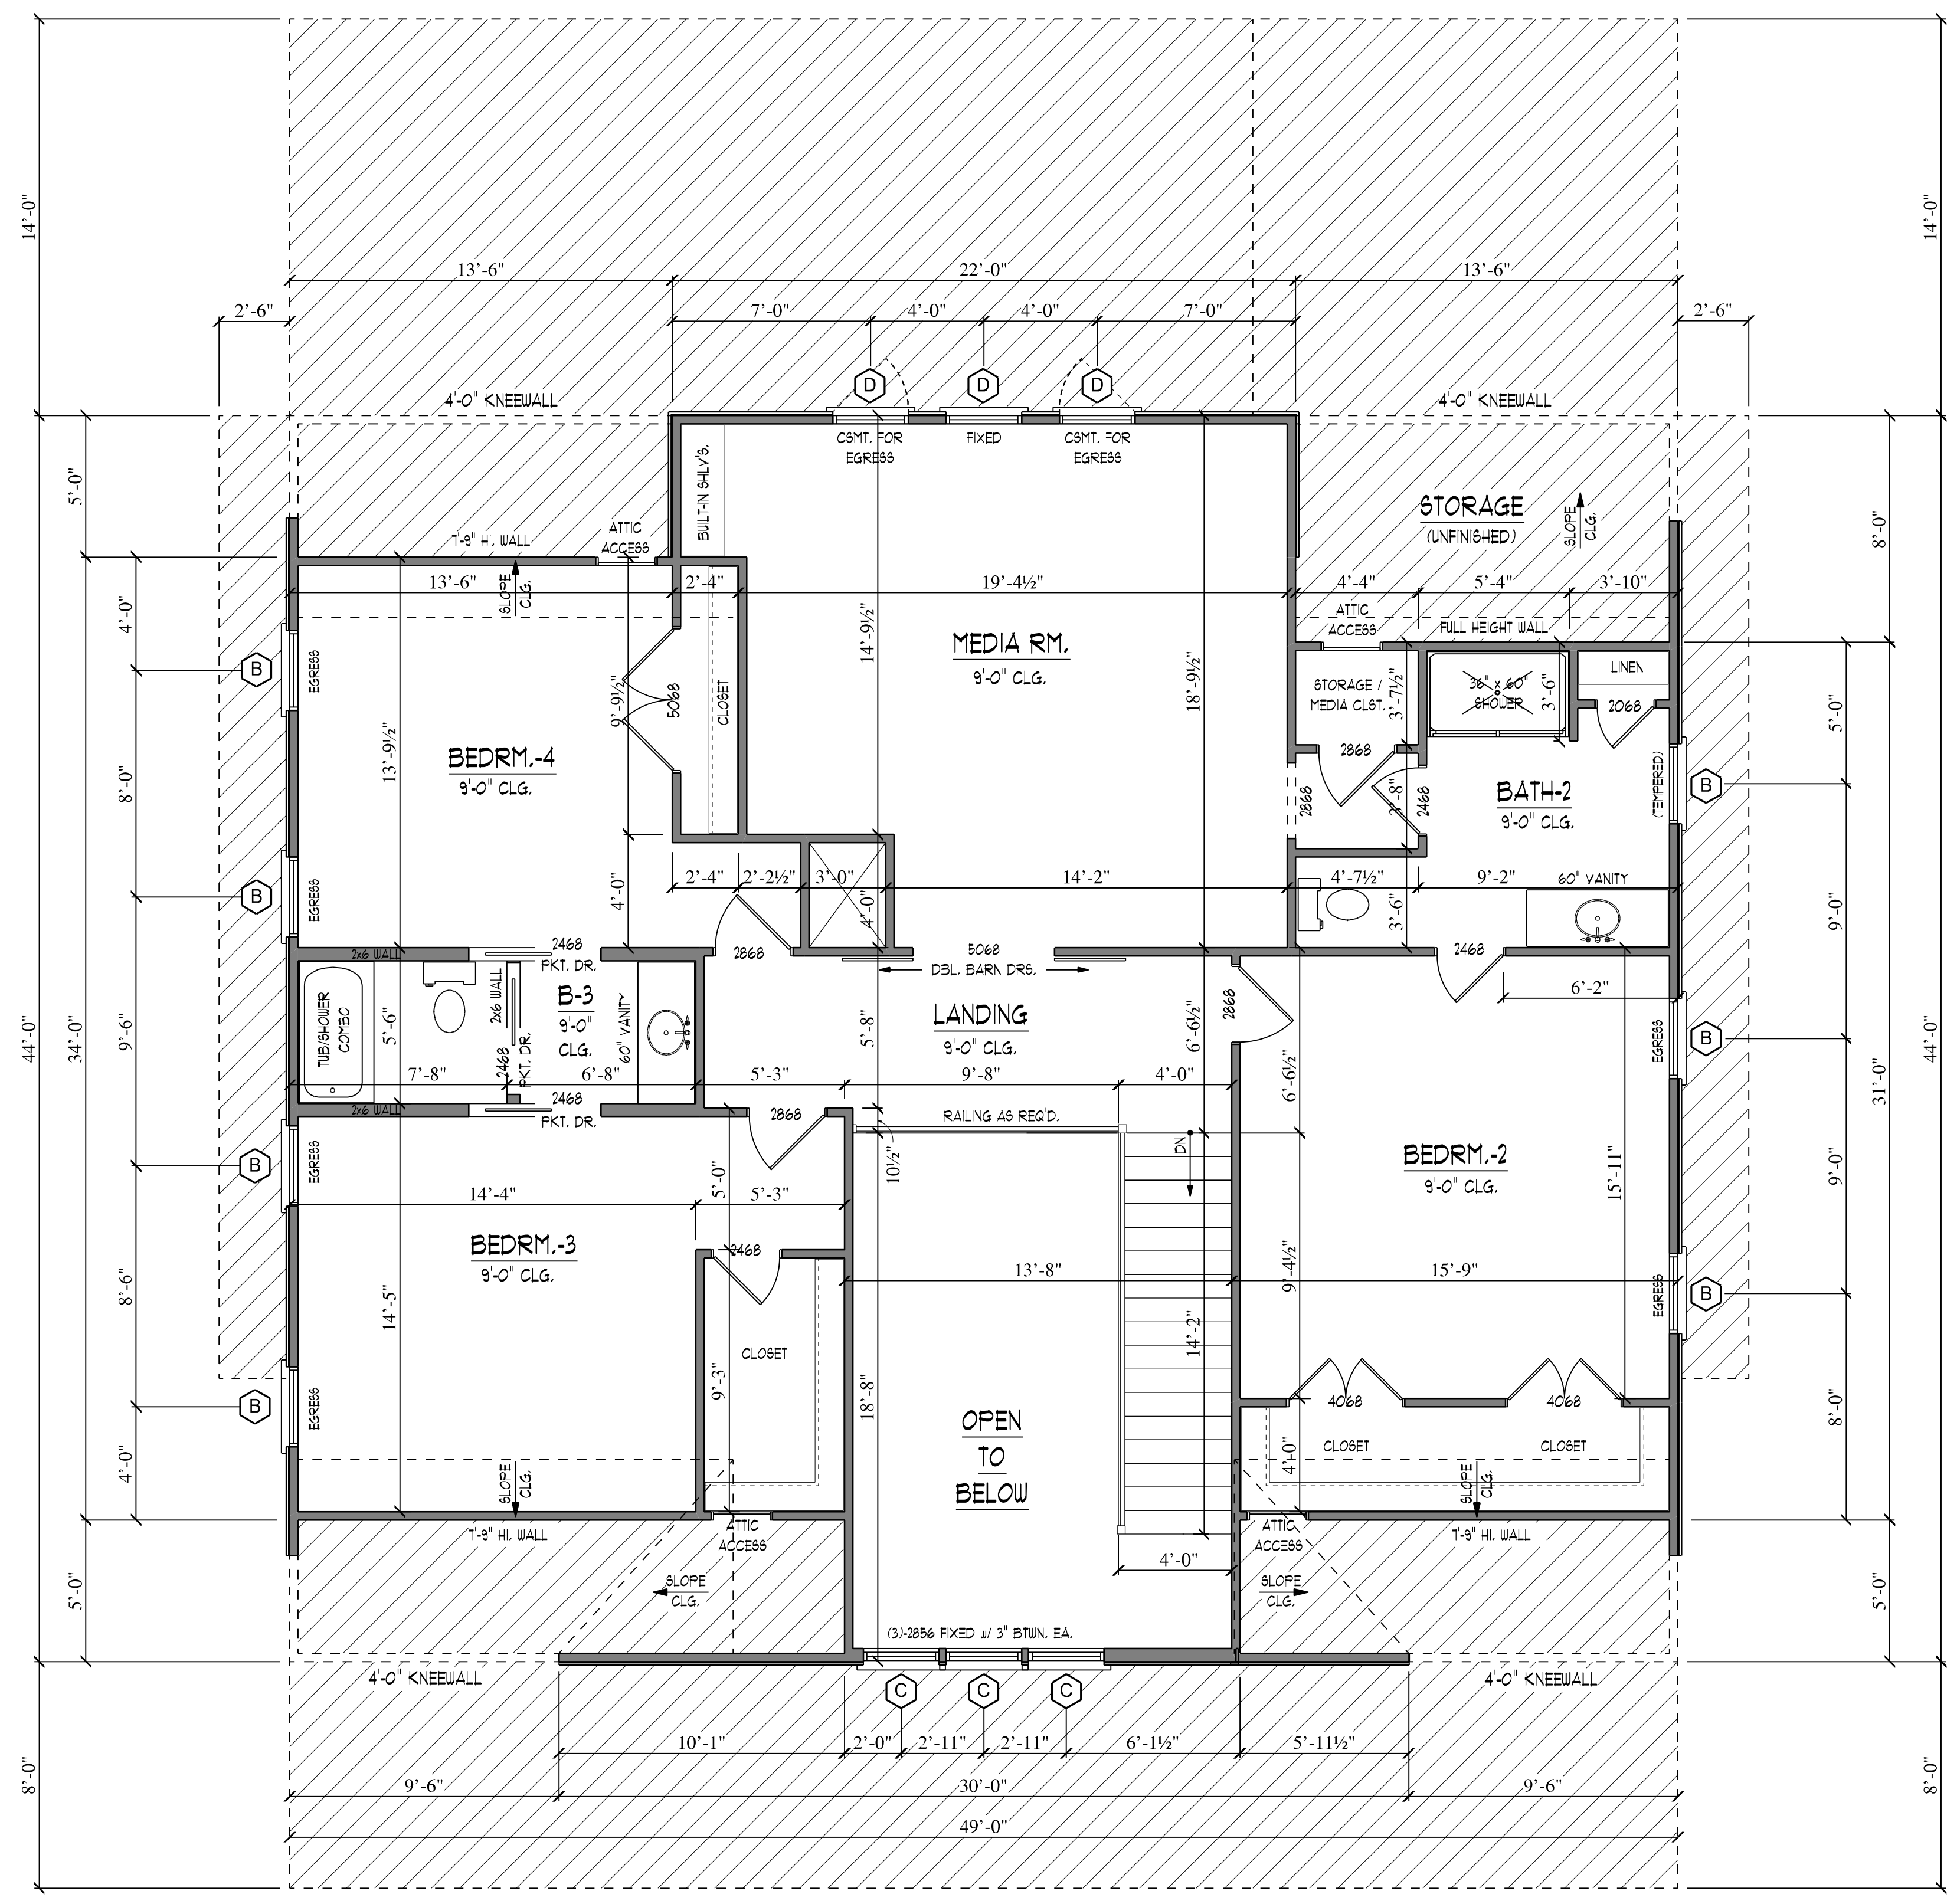 13'-6"
22'-0"
13'-6"
2'-6"
7'-0"
4'-0"
4'-0"
7'-0"
2'-6"
14'-0"
14'-0"
D
D
D
4'-0" KNEEWALL
4'-0" KNEEWALL
CSMT. FOR
EGRESS
FIXED
CSMT. FOR
EGRESS
BUILT-IN SHLV'S.
5'-0"
STORAGE
(UNFINISHED)
SLOPE
CLG.
8'-0"
7'-9" HI. WALL
ATTIC
ACCESS
13'-6"
SLOPE
CLG.
2'-4"
19'-4½"
4'-4"
5'-4"
3'-10"
4'-0"
ATTIC
ACCESS
FULL HEIGHT WALL
14'-9½"
MEDIA RM.
9'-0" CLG.
18'-9½"
B
EGRESS
9'-9½"
5068
CLOSET
STORAGE /
MEDIA CLST.
3'-7½"
36" x 60"
SHOWER
3'-6"
LINEN
2068
5'-0"
13'-9½"
BEDRM.-4
9'-0" CLG.
8'-0"
2868
2868
3'-8"
2468
BATH-2
9'-0" CLG.
(TEMPERED)
B
B
EGRESS
4'-0"
2'-4"
2'-2½"
3'-0"
4'-0"
14'-2"
4'-7½"
3'-6"
9'-2"
60" VANITY
9'-0"
2x6 WALL
2468
PKT. DR.
2868
5068
DBL. BARN DRS.
2468
6'-2"
44'-0"
34'-0"
9'-6"
TUB/SHOWER
COMBO
5'-6"
2x6 WALL
2468
PKT. DR.
B-3
9'-0"
CLG.
60" VANITY
5'-8"
LANDING
9'-0" CLG.
6'-6½"
2868
6'-6½"
EGRESS
B
31'-0"
44'-0"
7'-8"
6'-8"
5'-3"
9'-8"
4'-0"
2x6 WALL
2468
PKT. DR.
2868
RAILING AS REQ'D.
10½"
DN
B
EGRESS
14'-4"
5'-0"
5'-3"
BEDRM.-2
9'-0" CLG.
15'-11"
9'-0"
BEDRM.-3
9'-0" CLG.
2468
13'-8"
15'-9"
9'-4½"
8'-6"
14'-5"
CLOSET
9'-3"
14'-2"
EGRESS
B
B
EGRESS
18'-8"
OPEN
TO
BELOW
4068
4068
CLOSET
CLOSET
8'-0"
4'-0"
SLOPE
CLG.
4'-0"
SLOPE
CLG.
7'-9" HI. WALL
ATTIC
ACCESS
ATTIC
ACCESS
7'-9" HI. WALL
4'-0"
5'-0"
SLOPE
CLG.
SLOPE
CLG.
5'-0"
(3)-2856 FIXED w/ 3" BTWN. EA.
4'-0" KNEEWALL
4'-0" KNEEWALL
C
C
C
10'-1"
2'-0"
2'-11"
2'-11"
6'-1½"
5'-11½"
8'-0"
9'-6"
30'-0"
9'-6"
8'-0"
49'-0"